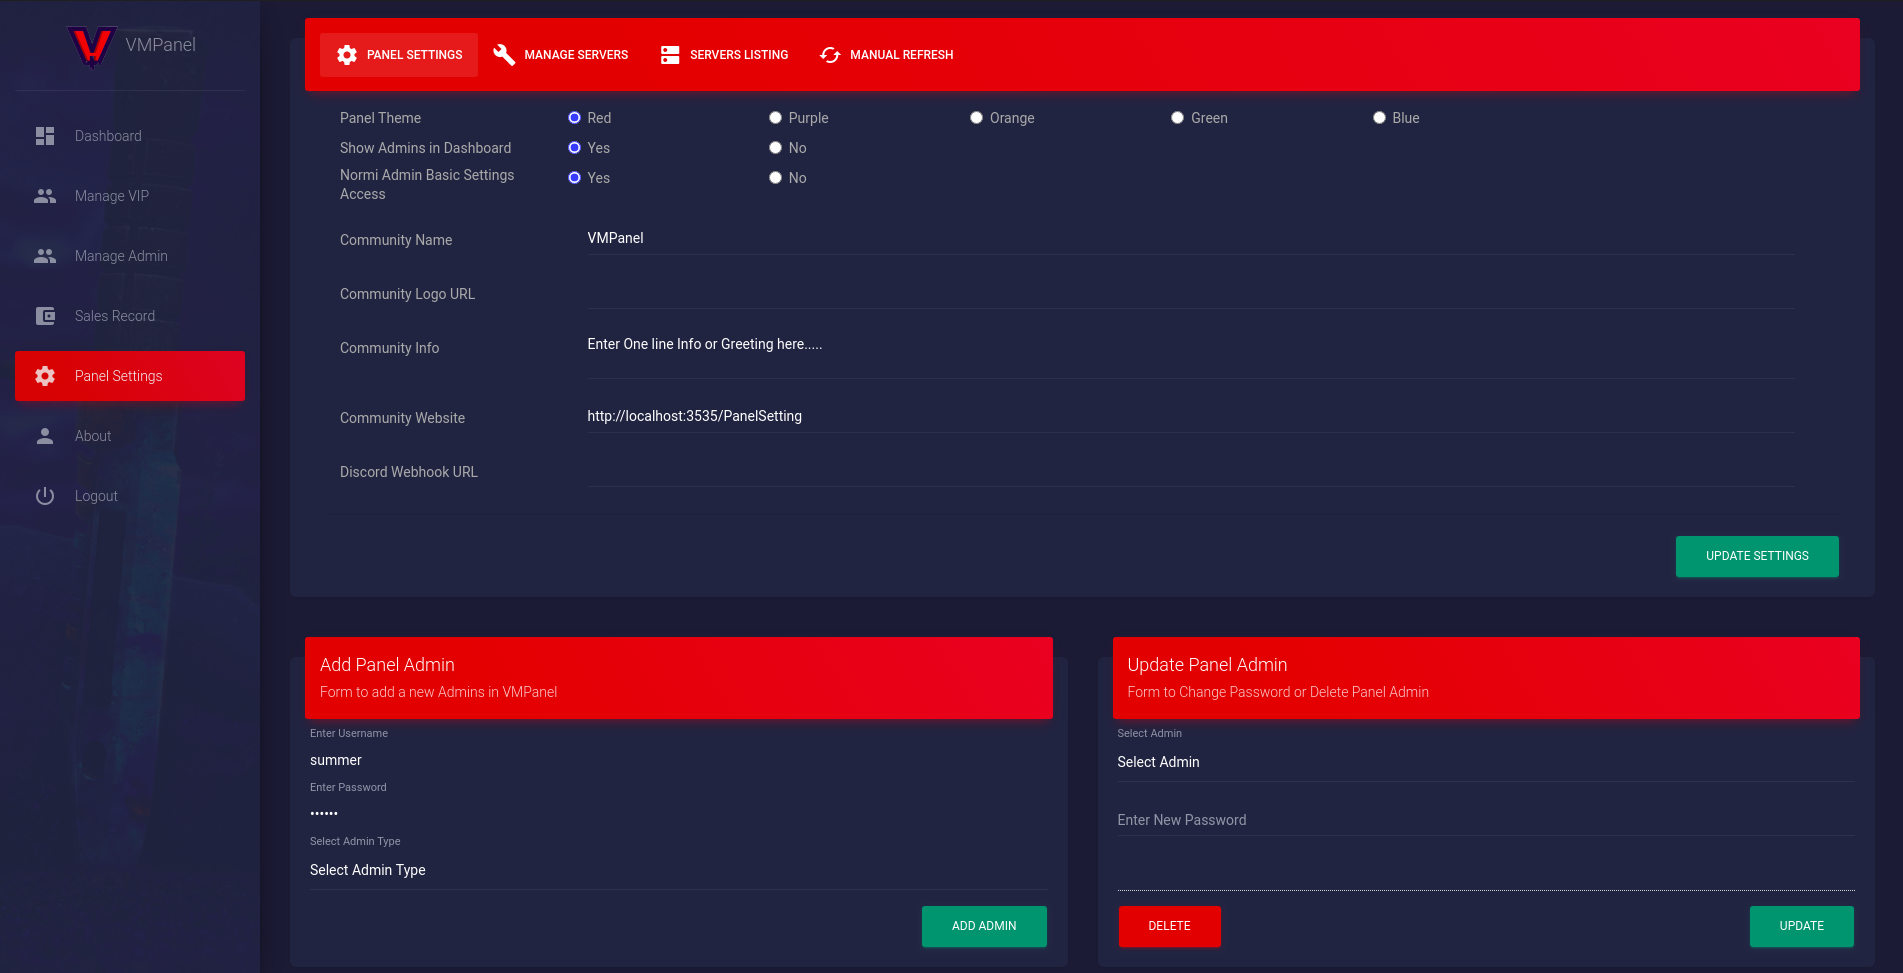 VMPanel
Dashboard
Manage VIP
Manage Admin
Sales Record
Panel Settings
About
Logout
PANEL SETTINGS MANAGE SERVERS SERVERS LISTING MANUAL REFRESH
Panel Theme Red Purple Orange Green Blue
Show Admins in Dashboard Yes No
Normi Admin Basic Settings Access Yes No
Community Name VMPanel
Community Logo URL
Community Info Enter One line Info or Greeting here.....
Community Website http://localhost:3535/PanelSetting
Discord Webhook URL
UPDATE SETTINGS
Add Panel Admin
Form to add a new Admins in VMPanel
Enter Username
summer
Enter Password
••••••
Select Admin Type
Select Admin Type
ADD ADMIN
Update Panel Admin
Form to Change Password or Delete Panel Admin
Select Admin
Select Admin
Enter New Password
DELETE UPDATE